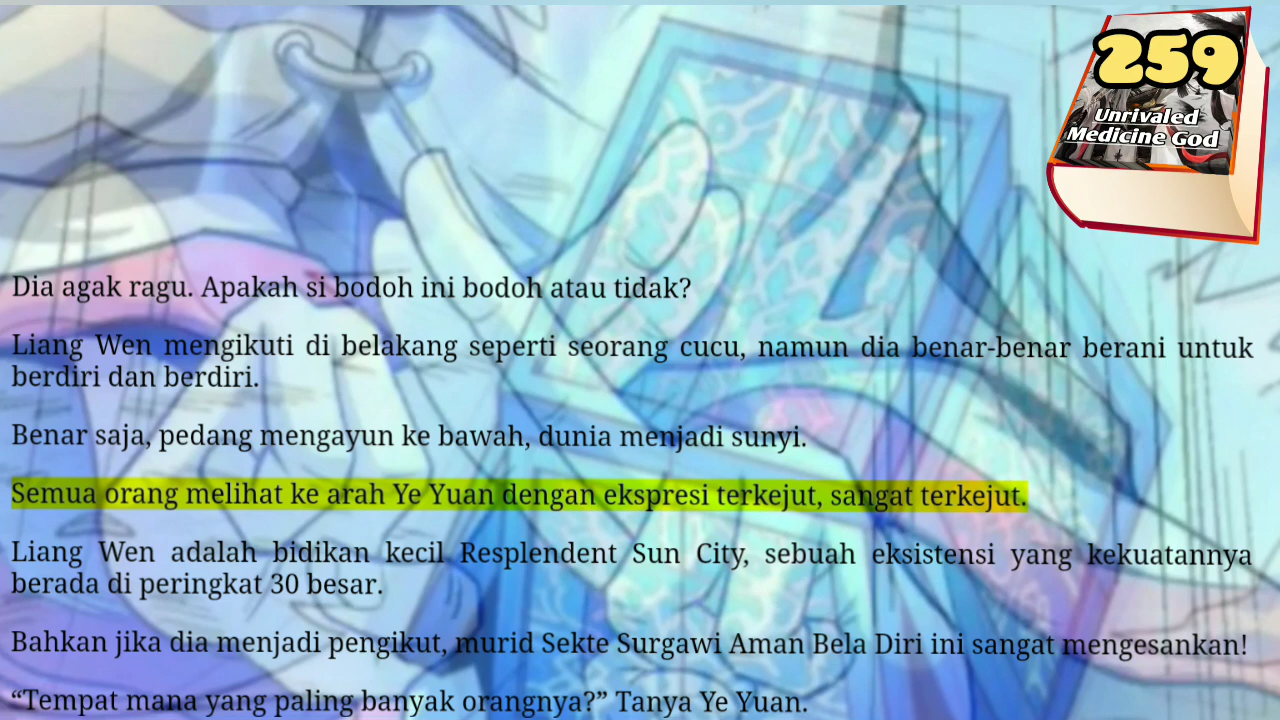 259
Unrivaled
Medicine God
Dia agak ragu. Apakah si bodoh ini bodoh atau tidak?
Liang Wen mengikuti di belakang seperti seorang cucu, namun dia benar-benar berani untuk
berdiri dan berdiri.
Benar saja, pedang mengayun ke bawah, dunia menjadi sunyi.
Semua orang melihat ke arah Ye Yuan dengan ekspresi terkejut, sangat terkejut.
Liang Wen adalah bidikan kecil Resplendent Sun City, sebuah eksistensi yang kekuatannya
berada di peringkat 30 besar.
Bahkan jika dia menjadi pengikut, murid Sekte Surgawi Aman Bela Diri ini sangat mengesankan!
“Tempat mana yang paling banyak orangnya?” Tanya Ye Yuan.